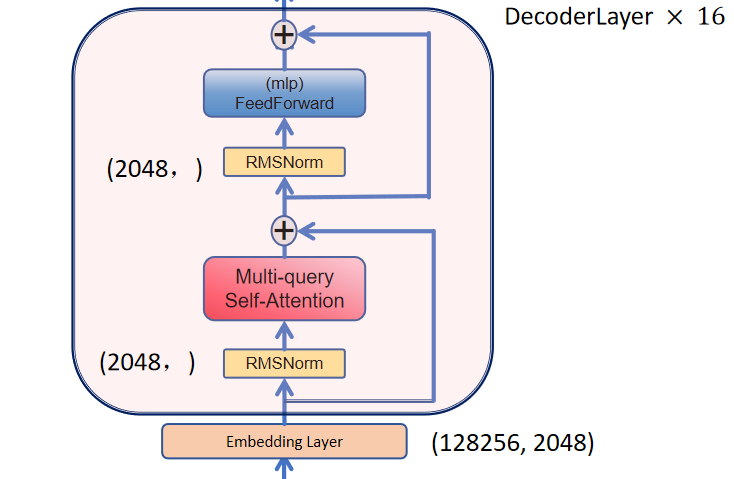 DecoderLayer × 16
+
(mlp)
FeedForward
(2048，)
RMSNorm
+
Multi-query
Self-Attention
(2048，)
RMSNorm
Embedding Layer
(128256, 2048)